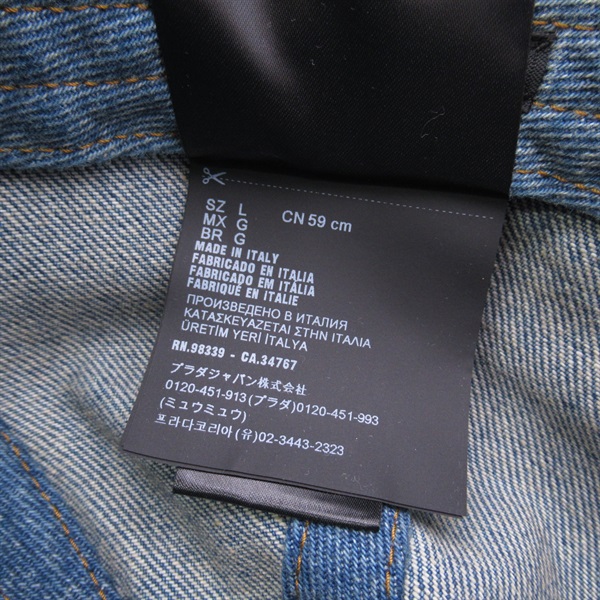 SZ L CN 59 cm
MX G
BR G
MADE IN ITALY
FABRICADO EN ITALIA
FABRICADO EM ITÁLIA
FABRIQUÉ EN ITALIE
ПРОИЗВЕДЕНО В ИТАЛИЯ
ΚΑΤΑΣΚΕΥΑΖΕΤΑΙ ΣΤΗΝ ΙΤΑΛΙΑ
ÜRETİM YERİ İTALYA
RN.98339 - CA.34767
プラダジャパン株式会社
0120-451-913(プラダ)0120-451-993
(ミュウミュウ)
프라다코리아(유)02-3443-2323